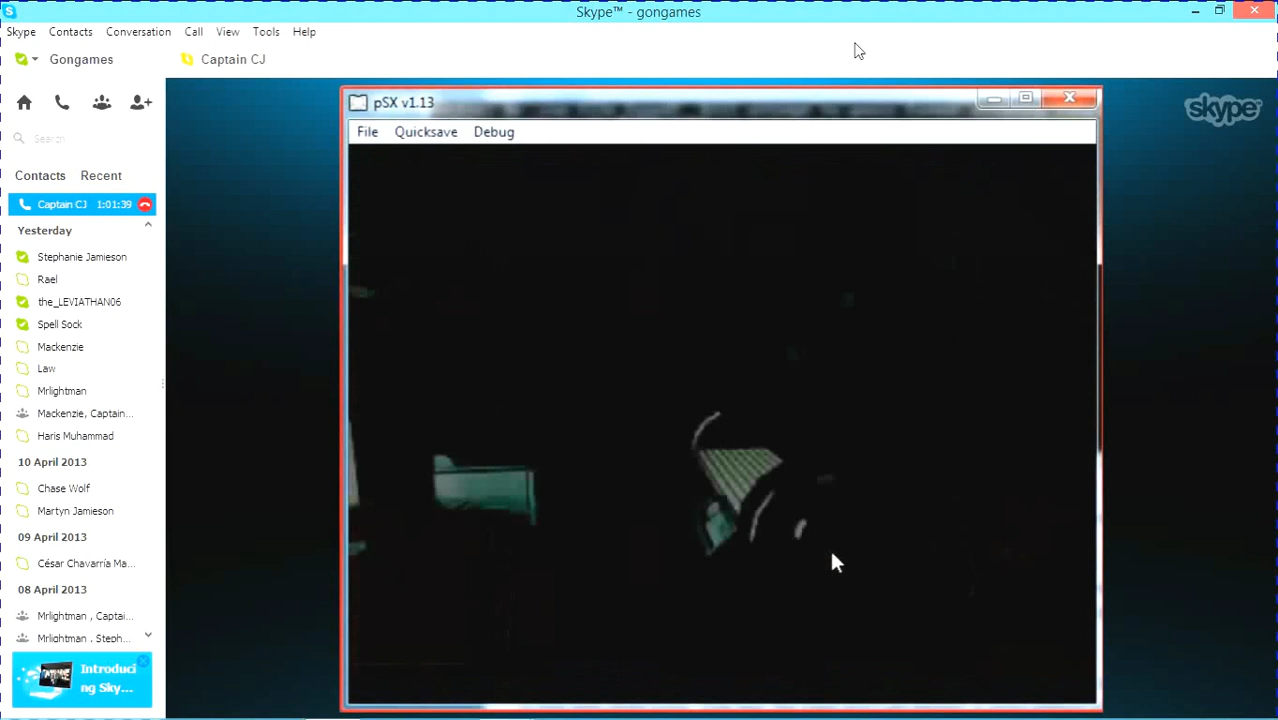 Skype™ - gongames
Skype Contacts Conversation Call View Tools Help
Gongames
Captain CJ
skype
Search
Contacts Recent
Captain CJ 1:01:39
Yesterday
Stephanie Jamieson
Rael
the_LEVIATHAN06
Spell Sock
Mackenzie
Law
Mrlightman
Mackenzie, Captain...
Haris Muhammad
10 April 2013
Chase Wolf
Martyn Jamieson
09 April 2013
César Chavarría Ma...
08 April 2013
Mrlightman , Captai...
Mrlightman , Steph...
Introduci
ng Sky...
pSX v1.13
File Quicksave Debug